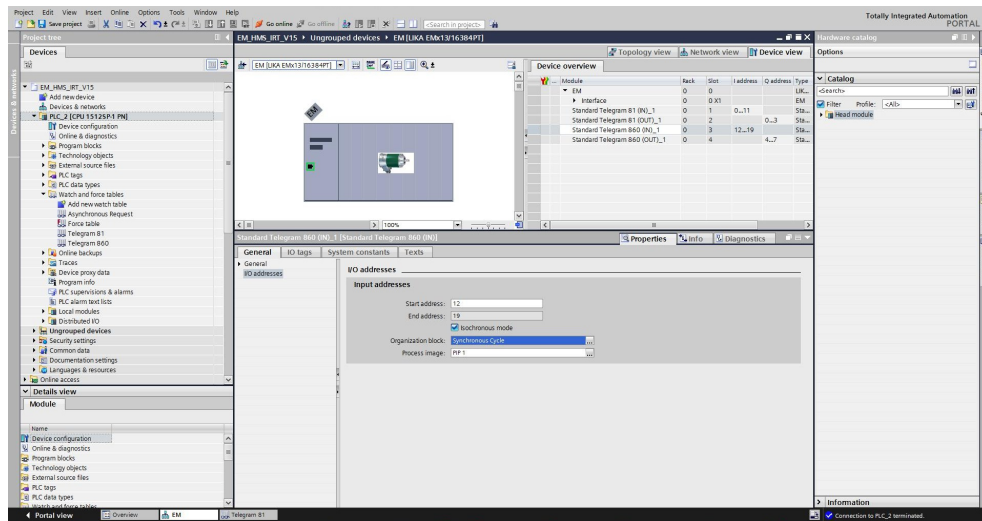 Project Edit View Insert Online Options Tools Window Help
Totally Integrated Automation
PORTAL
Save project
Go online
Go offline
<Search in project>
Project tree
EM_HMS_IRT_V15 ▸ Ungrouped devices ▸ EM [LIKA EMx13/16384PT]
Hardware catalog
Devices
Topology view
Network view
Device view
Options
EM [LIKA EMx13/16384PT]
Device overview
Module Rack Slot I address Q address Type
EM 0 0 LIK...
Interface 0 0 X1 EM
Standard Telegram 81 (IN)_1 0 1 0...11 Sta...
Standard Telegram 81 (OUT)_1 0 2 0...3 Sta...
Standard Telegram 860 (IN)_1 0 3 12...19 Sta...
Standard Telegram 860 (OUT)_1 0 4 4...7 Sta...
Catalog
<Search>
Filter Profile: <All>
Head module
Devices & networks
EM_HMS_IRT_V15
Add new device
Devices & networks
PLC_2 [CPU 1512SP-1 PN]
Device configuration
Online & diagnostics
Program blocks
Technology objects
External source files
PLC tags
PLC data types
Watch and force tables
Add new watch table
Asynchronous Request
Force table
Telegram 81
Telegram 860
Online backups
Traces
Device proxy data
Program info
PLC supervisions & alarms
PLC alarm text lists
Local modules
Distributed I/O
Ungrouped devices
Security settings
Common data
Documentation settings
Languages & resources
Online access
EM
100%
Standard Telegram 860 (IN)_1 [Standard Telegram 860 (IN)]
Properties
Info
Diagnostics
General IO tags System constants Texts
General
I/O addresses
I/O addresses
Input addresses
Start address: 12
End address: 19
Isochronous mode
Organization block: Synchronous Cycle
Process image: PIP 1
Details view
Module
Name
Device configuration
Online & diagnostics
Program blocks
Technology objects
External source files
PLC tags
PLC data types
Watch and force tables
Information
Portal view
Overview
EM
Telegram 81
Connection to PLC_2 terminated.